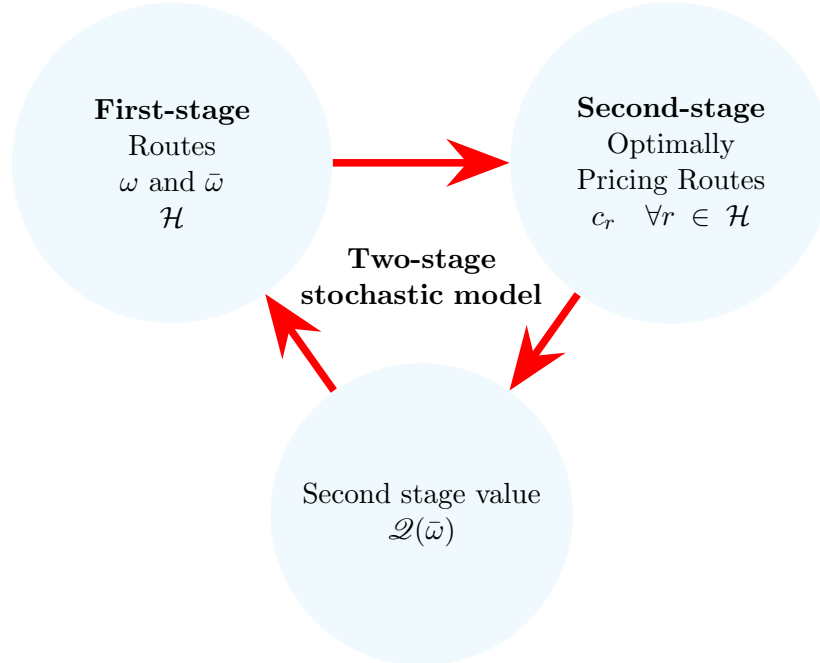 First-stage
Routes
ω and ω̄
ℋ
Second-stage
Optimally
Pricing Routes
c_r ∀r ∈ ℋ
Two-stage
stochastic model
Second stage value
𝒬(ω̄)